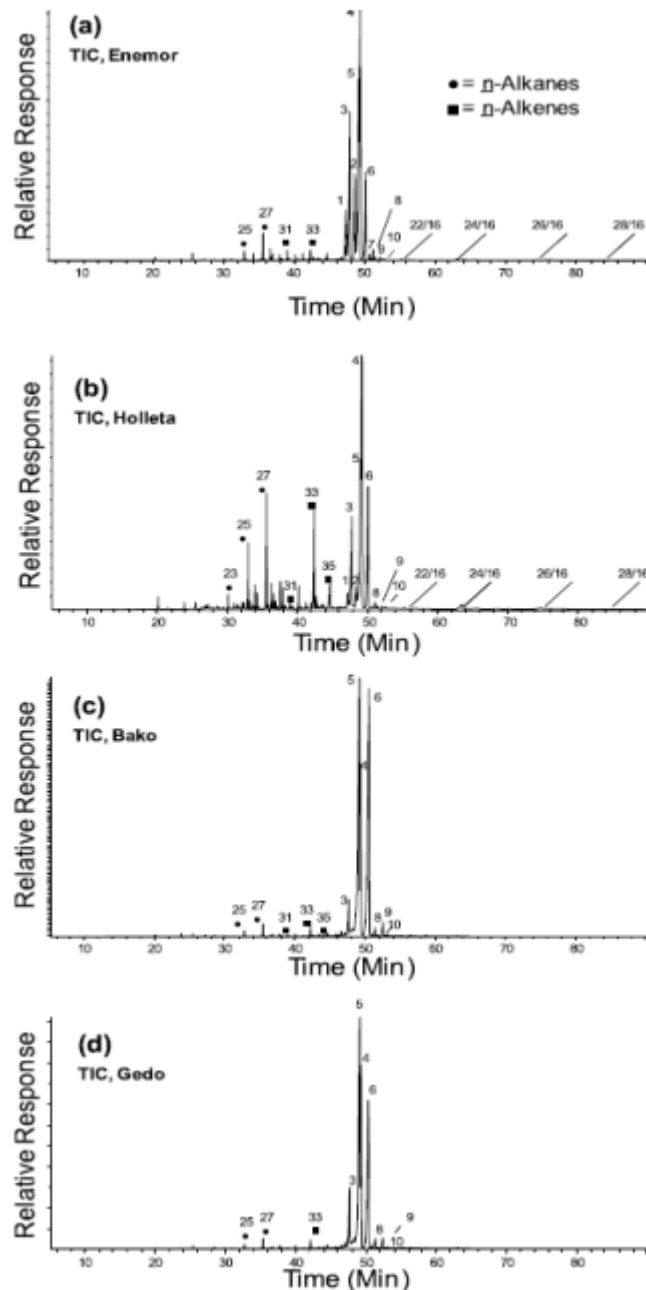 (a)
TIC, Enemor
● = n-Alkanes
■ = n-Alkenes
Relative Response
4
5
3
2
6
1
8
7 9 10
25 27 31 33
22/16 24/16 26/16 28/16
10 20 30 40 50 60 70 80
Time (Min)
(b)
TIC, Holleta
Relative Response
4
5 6
3
27 33
25
23 31 35
1 2
8 9 10
22/16 24/16 26/16 28/16
10 20 30 40 50 60 70 80
Time (Min)
(c)
TIC, Bako
Relative Response
5
6
4
3
25 27 31 33 35
8 9
10
10 20 30 40 50 60 70 80
Time (Min)
(d)
TIC, Gedo
Relative Response
5
4
6
3
25 27 33
8 9
10
10 20 30 40 50 60 70 80
Time (Min)